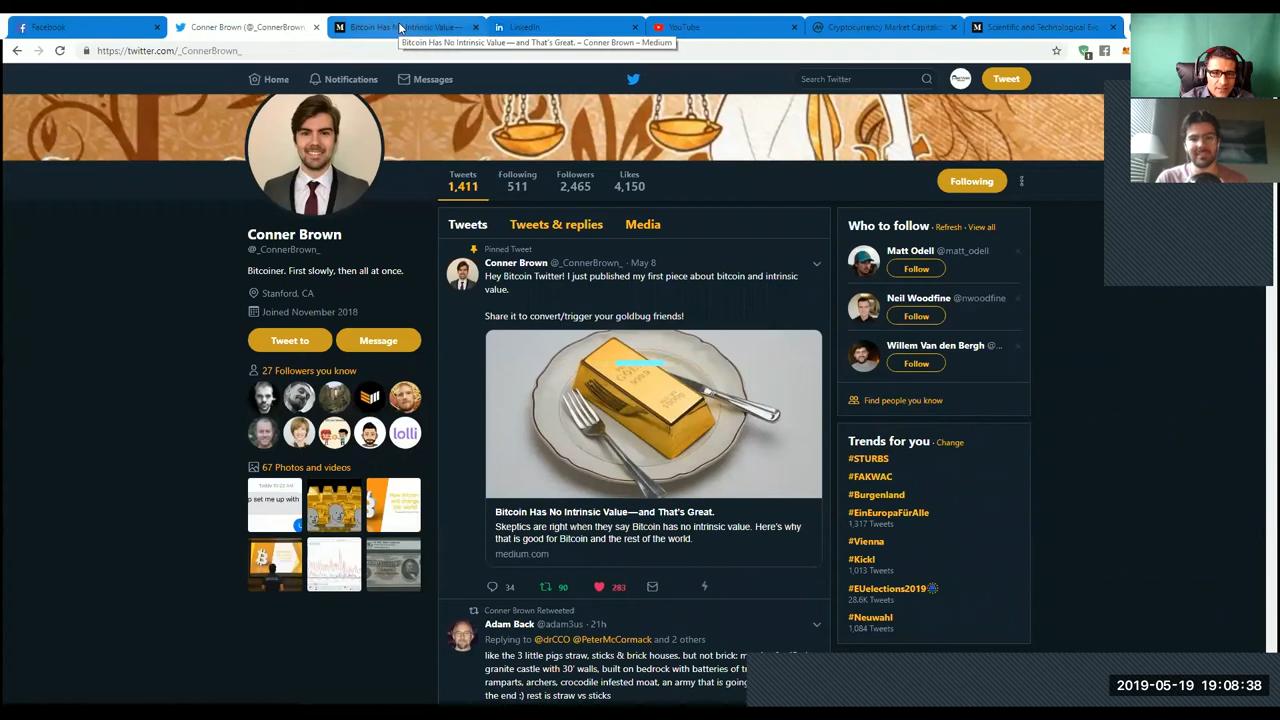 Facebook
Conner Brown (@_ConnerBrown_
Bitcoin Has No Intrinsic Value—
LinkedIn
YouTube
Cryptocurrency Market Capitaliz
Scientific and Technological Ex
Bitcoin Has No Intrinsic Value—and That's Great. – Conner Brown – Medium
https://twitter.com/_ConnerBrown_
Home
Notifications
Messages
Search Twitter
Tweet
Tweets
Following
Followers
Likes
1,411
511
2,465
4,150
Following
Conner Brown
@_ConnerBrown_
Bitcoiner. First slowly, then all at once.
Stanford, CA
Joined November 2018
Tweet to
Message
27 Followers you know
lolli
67 Photos and videos
Tweets
Tweets & replies
Media
Pinned Tweet
Conner Brown @_ConnerBrown_ · May 8
Hey Bitcoin Twitter! I just published my first piece about bitcoin and intrinsic
value.
Share it to convert/trigger your goldbug friends!
Bitcoin Has No Intrinsic Value—and That's Great.
Skeptics are right when they say Bitcoin has no intrinsic value. Here's why
that is good for Bitcoin and the rest of the world.
medium.com
34
90
283
Conner Brown Retweeted
Adam Back @adam3us · 21h
Replying to @drCCO @PeterMcCormack and 2 others
like the 3 little pigs straw, sticks & brick houses, but not brick:
granite castle with 30' walls, built on bedrock with batteries of
ramparts, archers, crocodile infested moat, an army that is going
the end :) rest is straw vs sticks
Who to follow · Refresh · View all
Matt Odell @matt_odell
Follow
Neil Woodfine @nwoodfine
Follow
Willem Van den Bergh @...
Follow
Find people you know
Trends for you · Change
#STURBS
#FAKWAC
#Burgenland
#EinEuropaFürAlle
1,317 Tweets
#Vienna
#Kickl
1,013 Tweets
#EUelections2019
28.6K Tweets
#Neuwahl
1,084 Tweets
2019-05-19 19:08:38